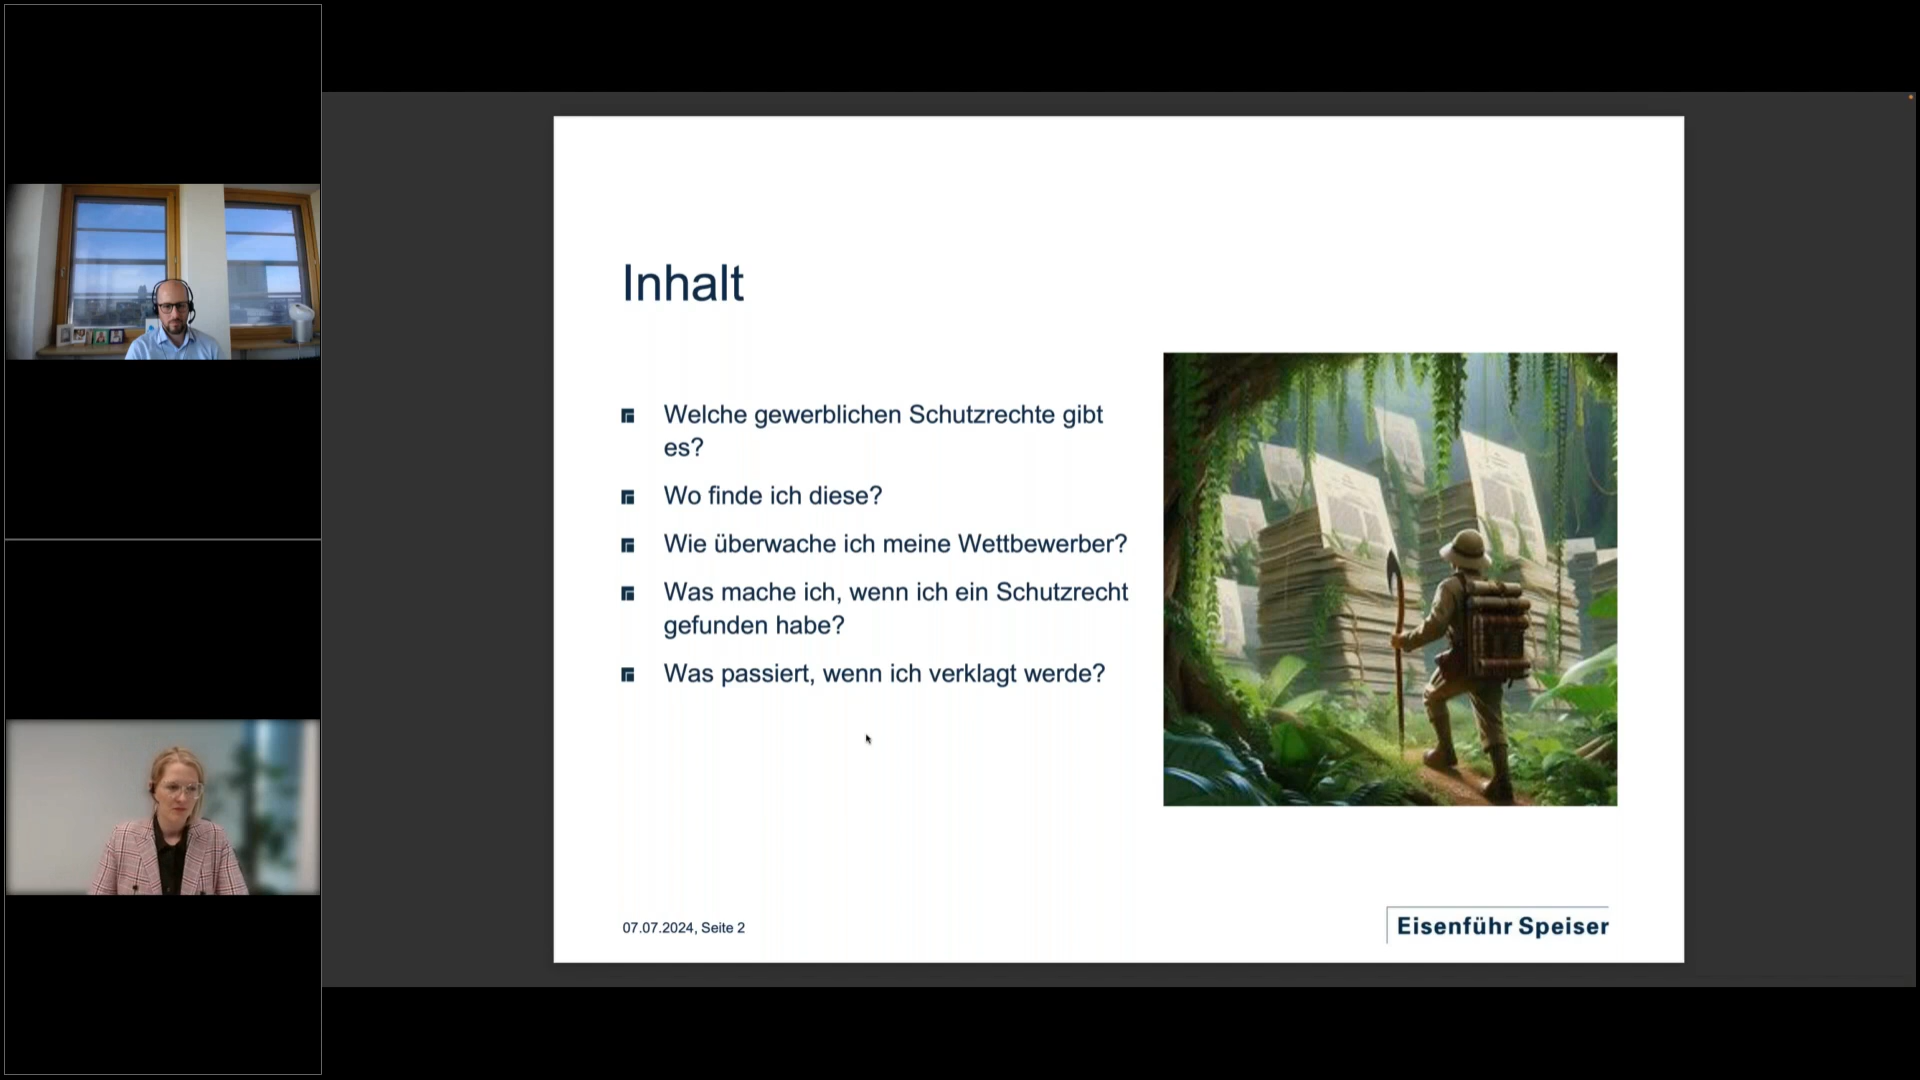 Inhalt
Welche gewerblichen Schutzrechte gibt
es?
Wo finde ich diese?
Wie überwache ich meine Wettbewerber?
Was mache ich, wenn ich ein Schutzrecht
gefunden habe?
Was passiert, wenn ich verklagt werde?
07.07.2024, Seite 2
Eisenführ Speiser